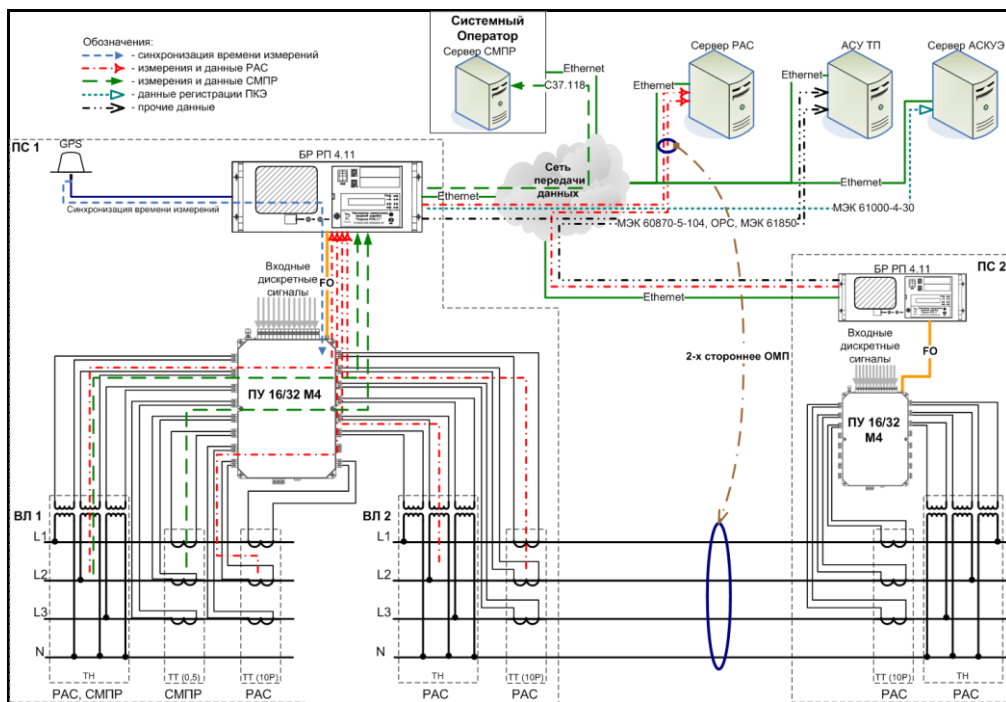 Обозначения:
- синхронизация времени измерений
- измерения и данные РАС
- измерения и данные СМПР
- данные регистрации ПКЭ
- прочие данные
Системный
Оператор
Сервер СМПР
Ethernet
C37.118
Сервер РАС
Ethernet
АСУ ТП
Сервер АСКУЭ
Ethernet
ПС 1
GPS
БР РП 4.11
Синхронизация времени измерений
Сеть
передачи
данных
Ethernet
Ethernet
МЭК 61000-4-30
МЭК 60870-5-104, OPC, МЭК 61850
ПС 2
БР РП 4.11
Ethernet
Входные
дискретные
сигналы
FO
ПУ 16/32 М4
2-х стороннее ОМП
Входные
дискретные
сигналы
FO
ПУ 16/32
М4
ВЛ 1
ВЛ 2
L1
L1
L2
L2
L3
L3
N
N
ТН
ТТ (0,5)
ТТ (10Р)
ТН
ТТ (10Р)
ТТ (10Р)
ТН
РАС, СМПР
СМПР
РАС
РАС
РАС
РАС
РАС